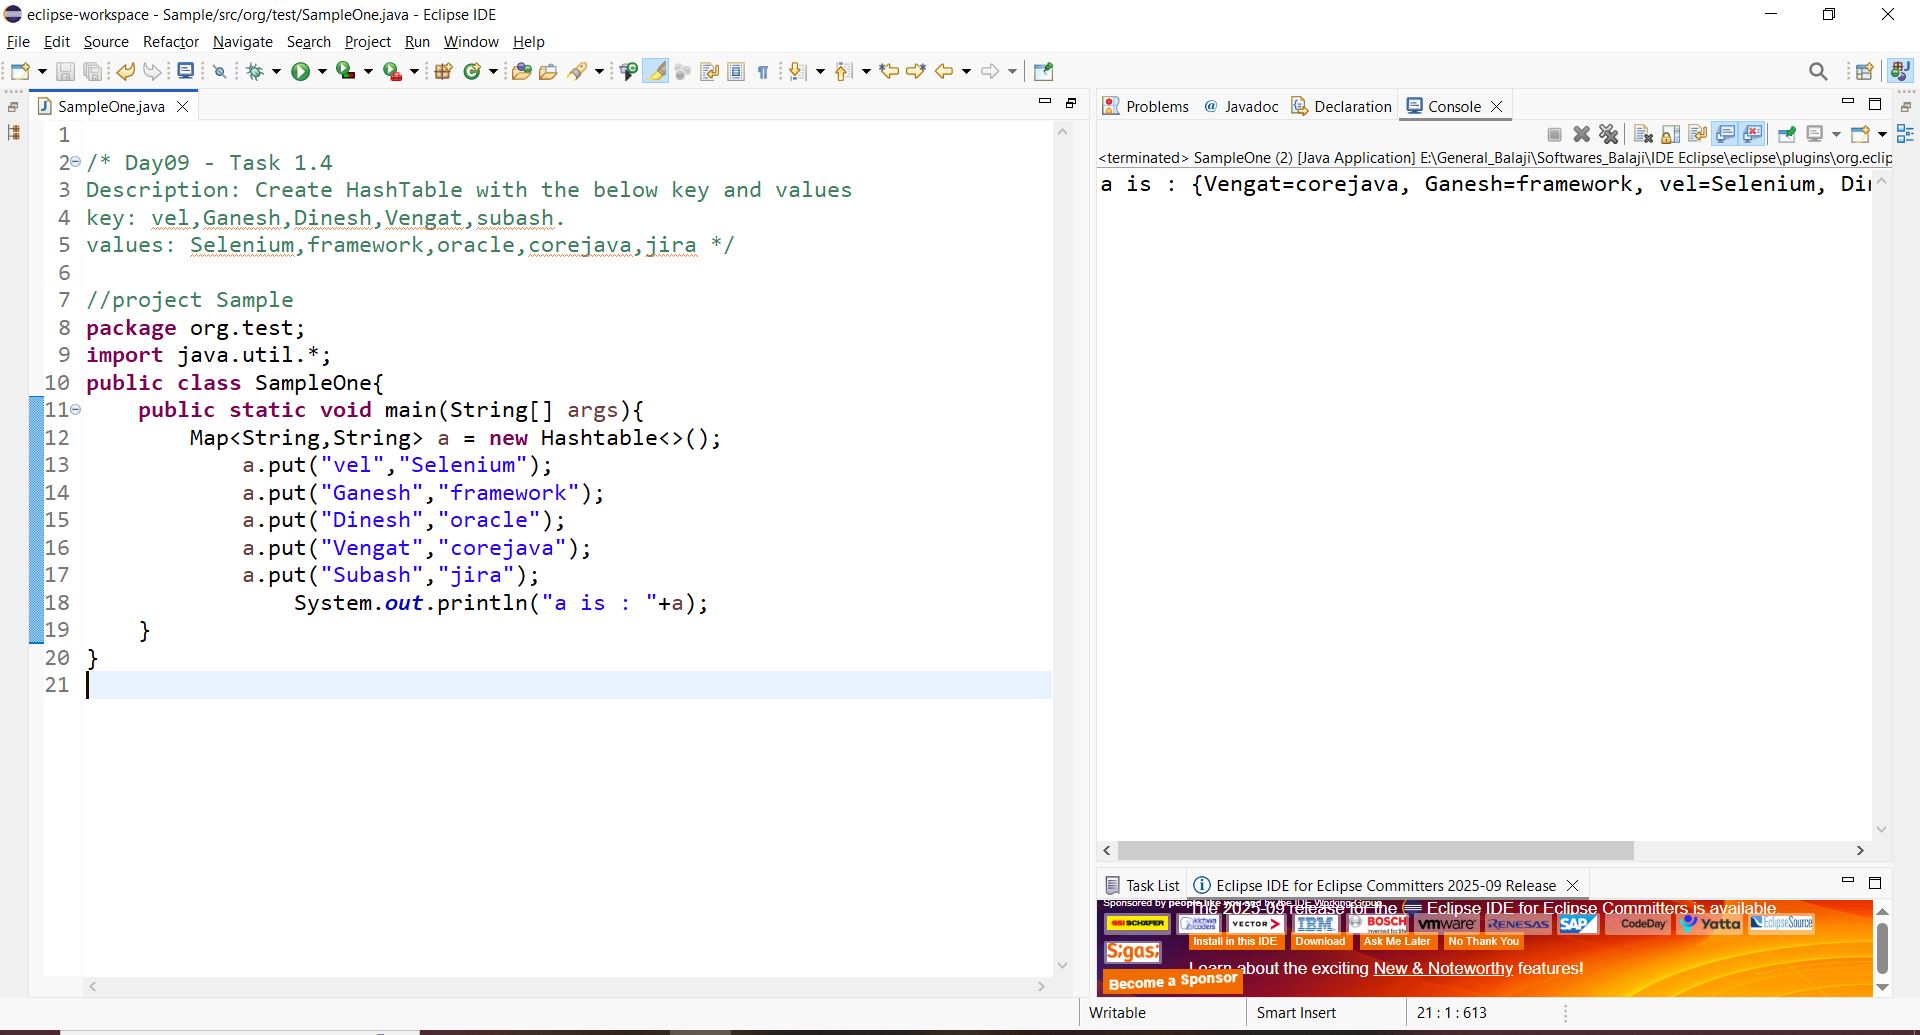 eclipse-workspace - Sample/src/org/test/SampleOne.java - Eclipse IDE
File Edit Source Refactor Navigate Search Project Run Window Help
SampleOne.java
1
2 /* Day09 - Task 1.4
3 Description: Create HashTable with the below key and values
4 key: vel,Ganesh,Dinesh,Vengat,subash.
5 values: Selenium,framework,oracle,corejava,jira */
6
7 //project Sample
8 package org.test;
9 import java.util.*;
10 public class SampleOne{
11 public static void main(String[] args){
12 Map<String,String> a = new Hashtable<>();
13 a.put("vel","Selenium");
14 a.put("Ganesh","framework");
15 a.put("Dinesh","oracle");
16 a.put("Vengat","corejava");
17 a.put("Subash","jira");
18 System.out.println("a is : "+a);
19 }
20 }
21
Problems @ Javadoc Declaration Console
<terminated> SampleOne (2) [Java Application] E:\General_Balaji\Softwares_Balaji\IDE Eclipse\eclipse\plugins\org.eclip
a is : {Vengat=corejava, Ganesh=framework, vel=Selenium, Di
Task List Eclipse IDE for Eclipse Committers 2025-09 Release
Sponsored by people like you and by the IDE Working Group
The 2025-09 release for the Eclipse IDE for Eclipse Committers is available
SSI SCHÄFER VECTOR IBM BOSCH vmware RENESAS SAP CodeDay Yatta EclipseSource
Install in this IDE Download Ask Me Later No Thank You
Sigasi
Learn about the exciting New & Noteworthy features!
Become a Sponsor
Writable Smart Insert 21 : 1 : 613